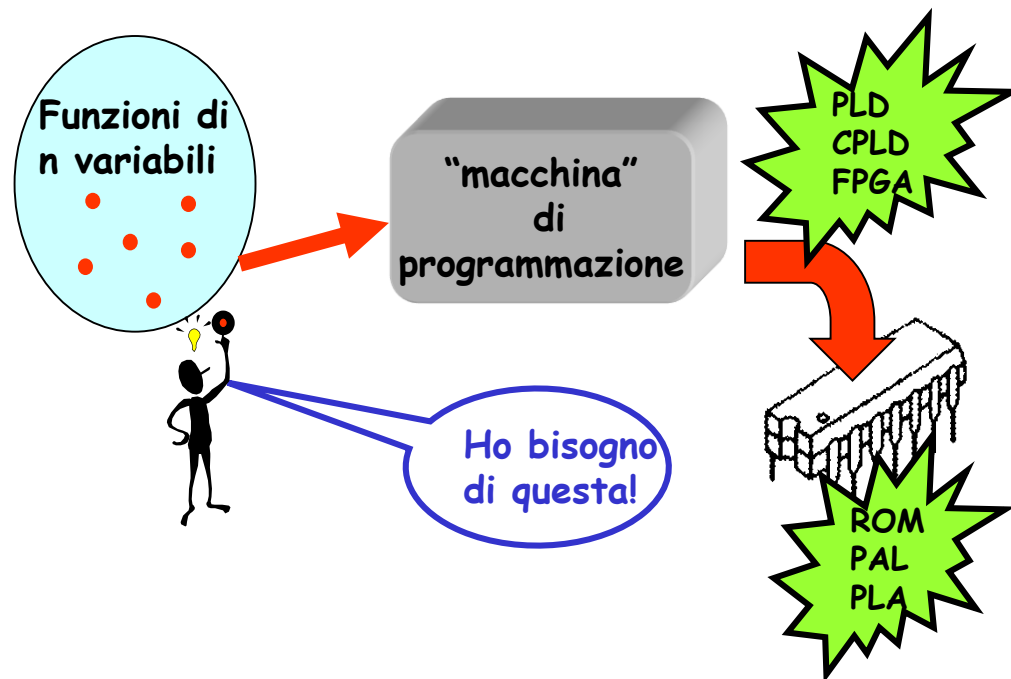 Funzioni di
n variabili
“macchina”
di
programmazione
PLD
CPLD
FPGA
Ho bisogno
di questa!
ROM
PAL
PLA